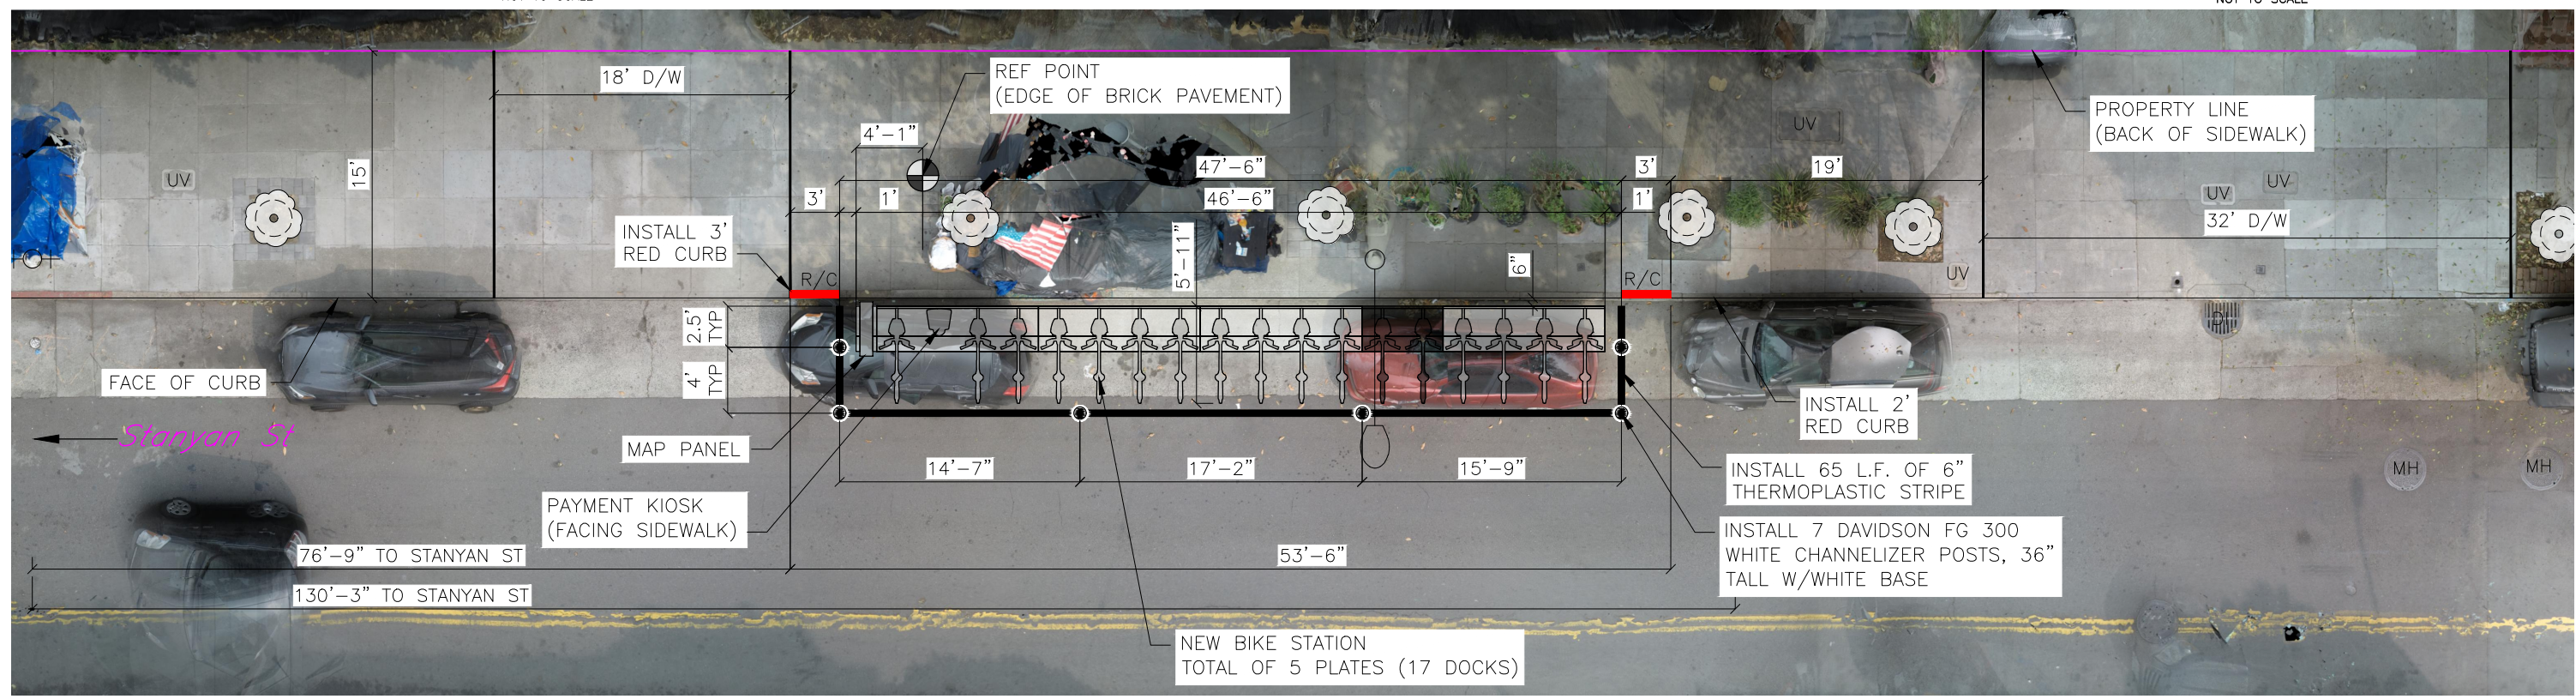 NOT TO SCALE
18' D/W
REF POINT
(EDGE OF BRICK PAVEMENT)
PROPERTY LINE
(BACK OF SIDEWALK)
UV
4'-1"
47'-6"
3'
19'
15'
UV
3'
1'
46'-6"
1'
UV
UV
32' D/W
INSTALL 3'
RED CURB
R/C
5'-11"
6"
R/C
UV
2.5'
TYP
DI
FACE OF CURB
4'
TYP
INSTALL 2'
RED CURB
Stanyan St
MAP PANEL
14'-7"
17'-2"
15'-9"
INSTALL 65 L.F. OF 6"
THERMOPLASTIC STRIPE
MH
MH
PAYMENT KIOSK
(FACING SIDEWALK)
INSTALL 7 DAVIDSON FG 300
WHITE CHANNELIZER POSTS, 36"
TALL W/WHITE BASE
76'-9" TO STANYAN ST
53'-6"
130'-3" TO STANYAN ST
NEW BIKE STATION
TOTAL OF 5 PLATES (17 DOCKS)